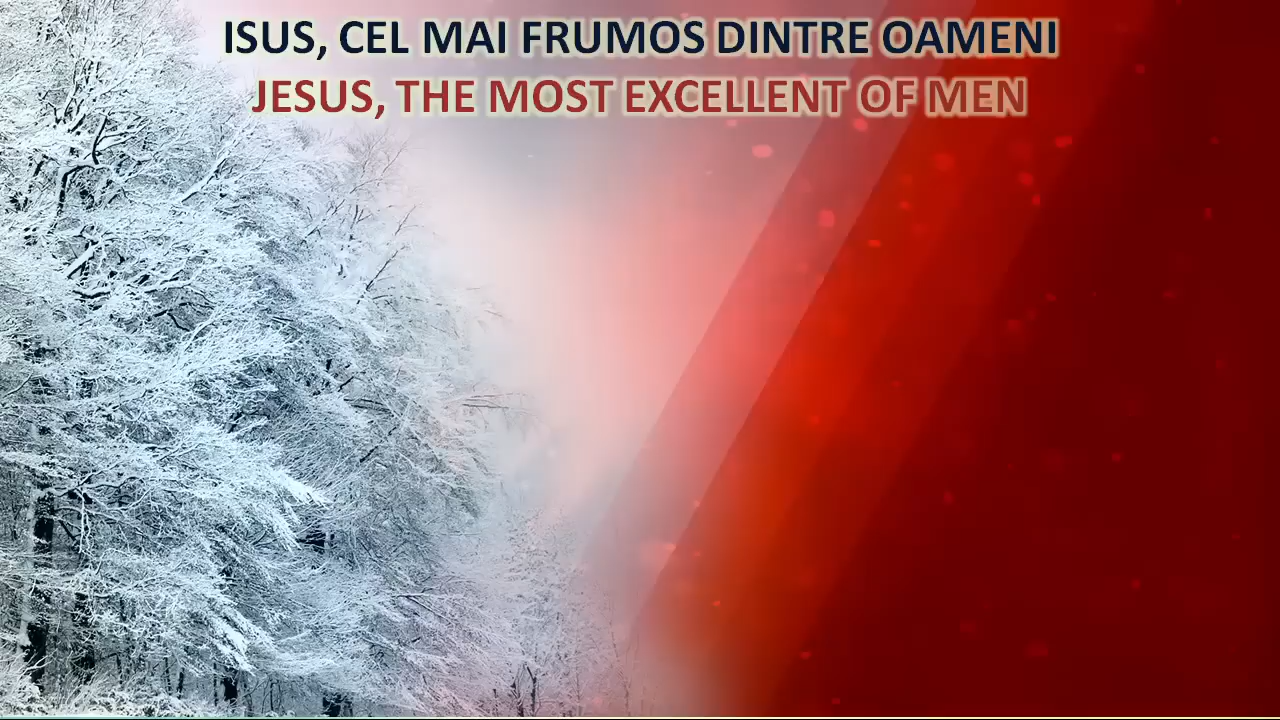 ISUS, CEL MAI FRUMOS DINTRE OAMENI
JESUS, THE MOST EXCELLENT OF MEN